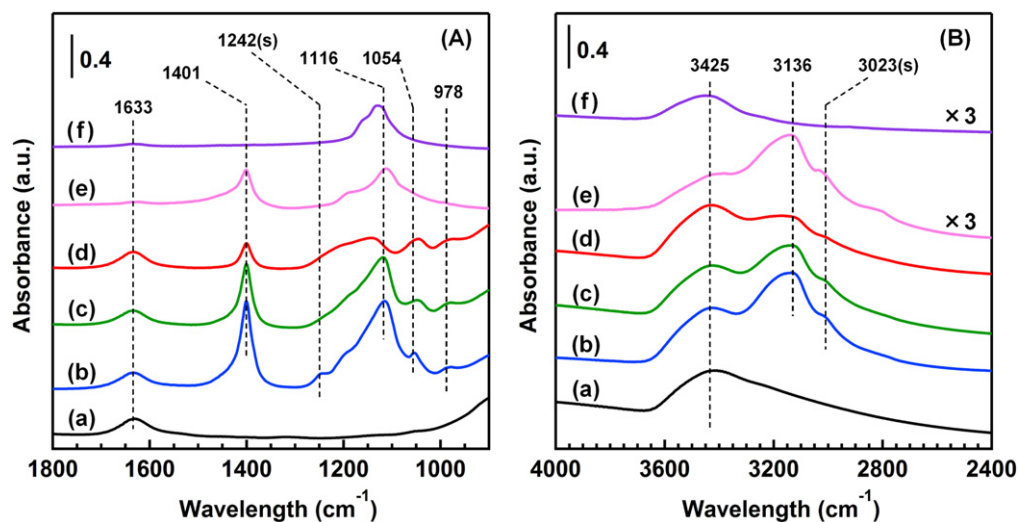 0.4
(A)
1242(s)
1116
1054
1401
978
1633
(f)
(e)
(d)
(c)
(b)
(a)
Absorbance (a.u.)
1800
1600
1400
1200
1000
Wavelength (cm⁻¹)
0.4
(B)
3425
3136
3023(s)
(f)
×3
(e)
×3
(d)
(c)
(b)
(a)
Absorbance (a.u.)
4000
3600
3200
2800
2400
Wavelength (cm⁻¹)